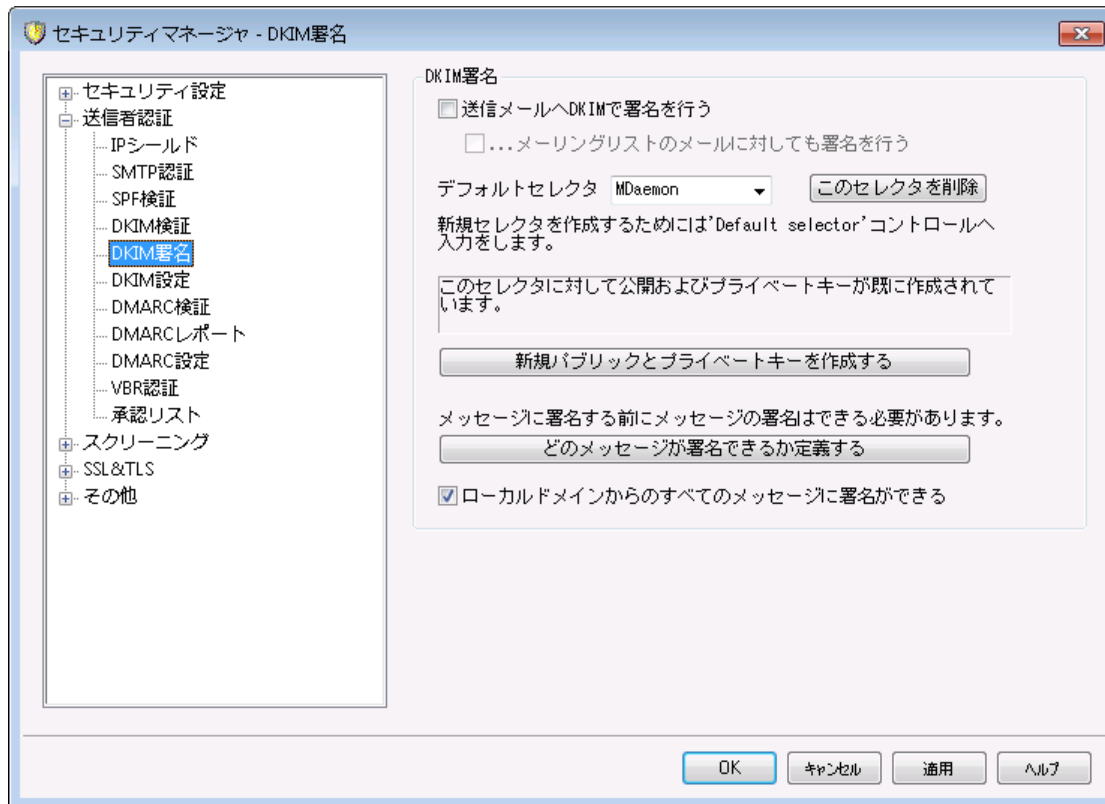 セキュリティマネージャ - DKIM署名
セキュリティ設定
送信者認証
IPシールド
SMTP認証
SPF検証
DKIM検証
DKIM署名
DKIM設定
DMARC検証
DMARCレポート
DMARC設定
VBR認証
承認リスト
スクリーニング
SSL&TLS
その他
DKIM署名
送信メールへDKIMで署名を行う
...メーリングリストのメールに対しても署名を行う
デフォルトセレクタ MDaemon このセレクタを削除
新規セレクタを作成するためには'Default selector'コントロールへ
入力をします。
このセレクタに対して公開およびプライベートキーが既に作成されて
います。
新規パブリックとプライベートキーを作成する
メッセージに署名する前にメッセージの署名はできる必要があります。
どのメッセージが署名できるか定義する
ローカルドメインからのすべてのメッセージに署名ができる
OK キャンセル 適用 ヘルプ